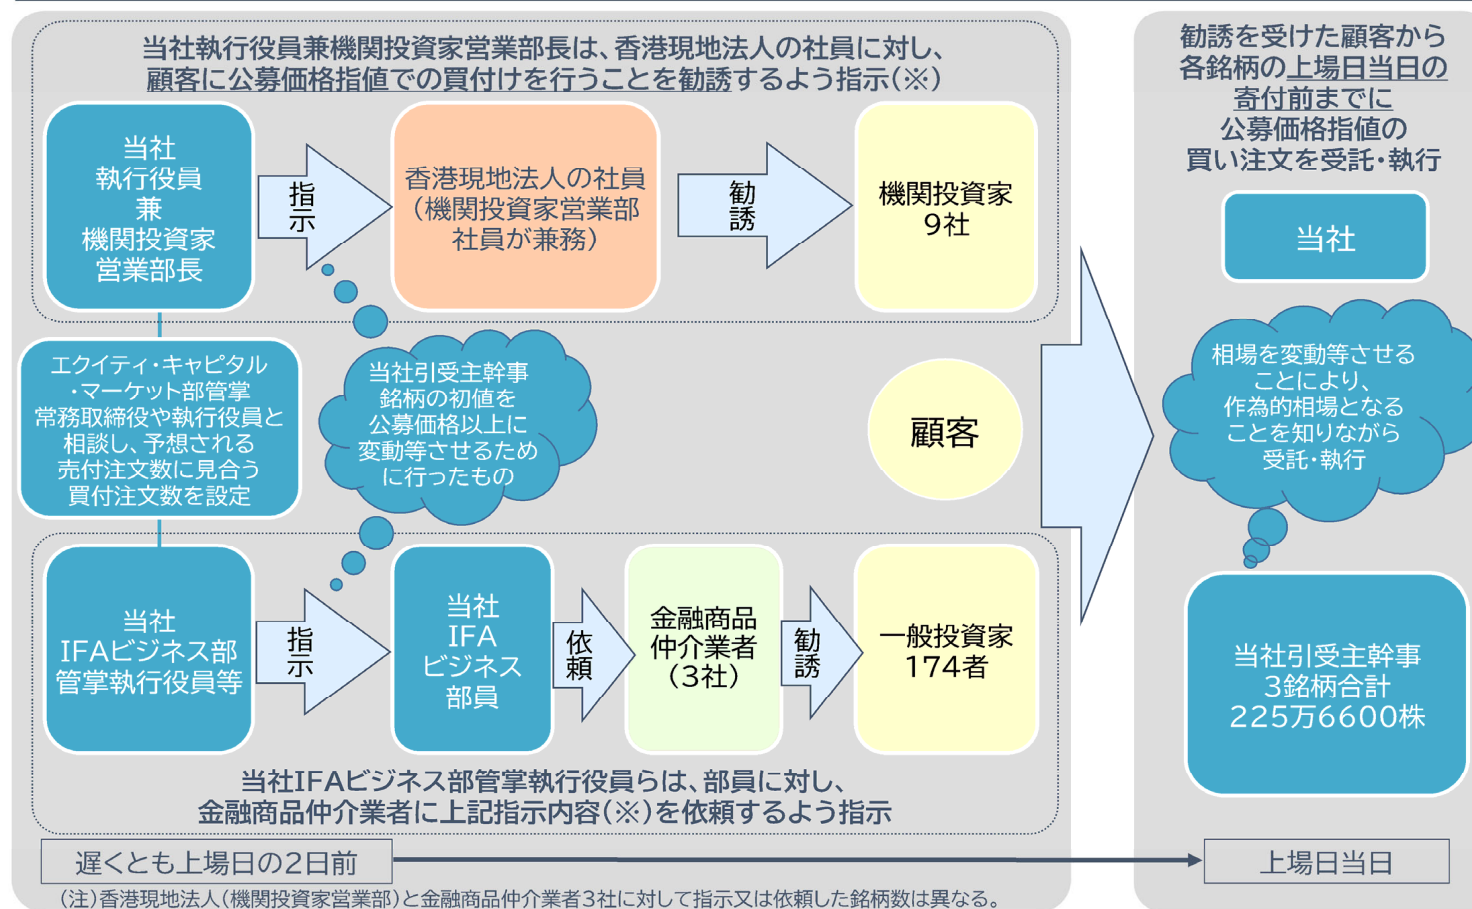 当社執行役員兼機関投資家営業部長は、香港現地法人の社員に対し、
顧客に公募価格指値での買付けを行うことを勧誘するよう指示(※)
当社
執行役員
兼
機関投資家
営業部長
指示
香港現地法人の社員
(機関投資家営業部
社員が兼務)
勧誘
機関投資家
9社
エクイティ・キャピタル
・マーケット部管掌
常務取締役や執行役員と
相談し、予想される
売付注文数に見合う
買付注文数を設定
当社引受主幹事
銘柄の初値を
公募価格以上に
変動等させるため
に行ったもの
顧客
当社
IFAビジネス部
管掌執行役員等
指示
当社
IFA
ビジネス
部員
依頼
金融商品
仲介業者
(3社)
勧誘
一般投資家
174者
当社IFAビジネス部管掌執行役員らは、部員に対し、
金融商品仲介業者に上記指示内容(※)を依頼するよう指示
勧誘を受けた顧客から
各銘柄の上場日当日の
寄付前までに
公募価格指値の
買い注文を受託・執行
当社
相場を変動等させる
ことにより、
作為的相場となる
ことを知りながら
受託・執行
当社引受主幹事
3銘柄合計
225万6600株
遅くとも上場日の2日前
上場日当日
(注)香港現地法人(機関投資家営業部)と金融商品仲介業者3社に対して指示又は依頼した銘柄数は異なる。